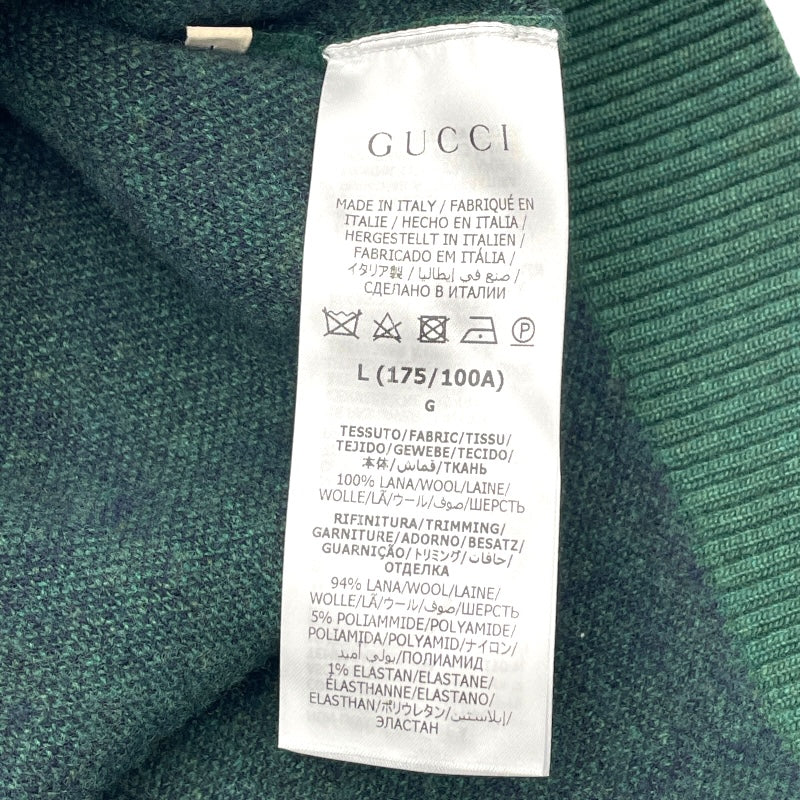 GUCCI
MADE IN ITALY / FABRIQUÉ EN
ITALIE / HECHO EN ITALIA /
HERGESTELLT IN ITALIEN /
FABRICADO EM ITÁLIA /
イタリア製 / صنع في إيطاليا /
СДЕЛАНО В ИТАЛИИ
P
L (175/100A)
G
TESSUTO/FABRIC/TISSU/
TEJIDO/GEWEBE/TECIDO/
本体/قماش/ТКАНЬ
100% LANA/WOOL/LAINE/
WOLLE/LÃ/ウール/صوف/ШЕРСТЬ
RIFINITURA/TRIMMING/
GARNITURE/ADORNO/BESATZ/
GUARNIÇÃO/トリミング/حافات/
ОТДЕЛКА
94% LANA/WOOL/LAINE/
WOLLE/LÃ/ウール/صوف/ШЕРСТЬ
5% POLIAMMIDE/POLYAMIDE/
POLIAMIDA/POLYAMID/ナイロン/
بولي أميد/ПОЛИАМИД
1% ELASTAN/ELASTANE/
ÉLASTHANNE/ELASTANO/
ELASTHAN/ポリウレタン/إيلاستين/
ЭЛАСТАН